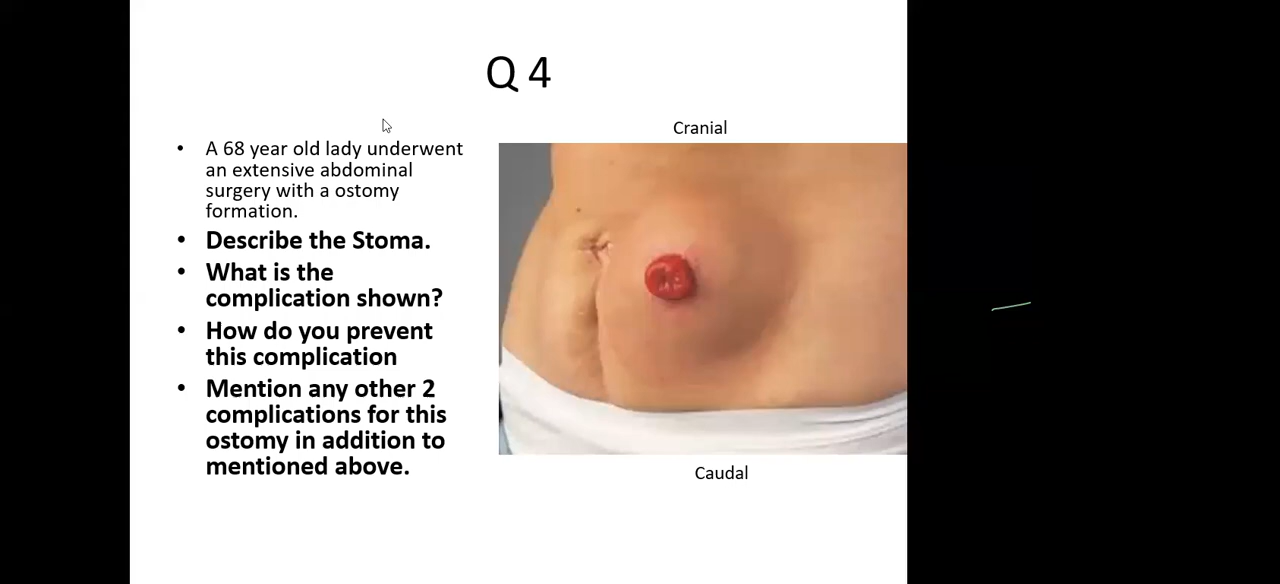 Q 4
Cranial
• A 68 year old lady underwent
an extensive abdominal
surgery with a ostomy
formation.
• Describe the Stoma.
• What is the
complication shown?
• How do you prevent
this complication
• Mention any other 2
complications for this
ostomy in addition to
mentioned above.
Caudal